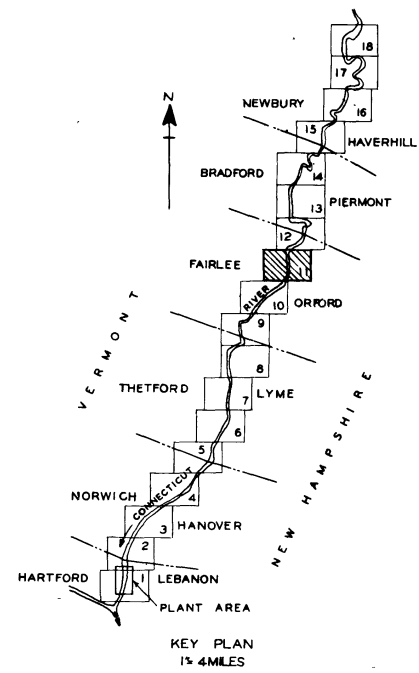 18
17
N
NEWBURY
16
15
HAVERHILL
BRADFORD
14
13
PIERMONT
12
FAIRLEE
11
RIVER
10
ORFORD
9
VERMONT
8
THETFORD
7
LYME
6
5
NEW HAMPSHIRE
CONNECTICUT
4
NORWICH
3
HANOVER
2
HARTFORD
1
LEBANON
PLANT AREA
KEY PLAN
1"= 4MILES